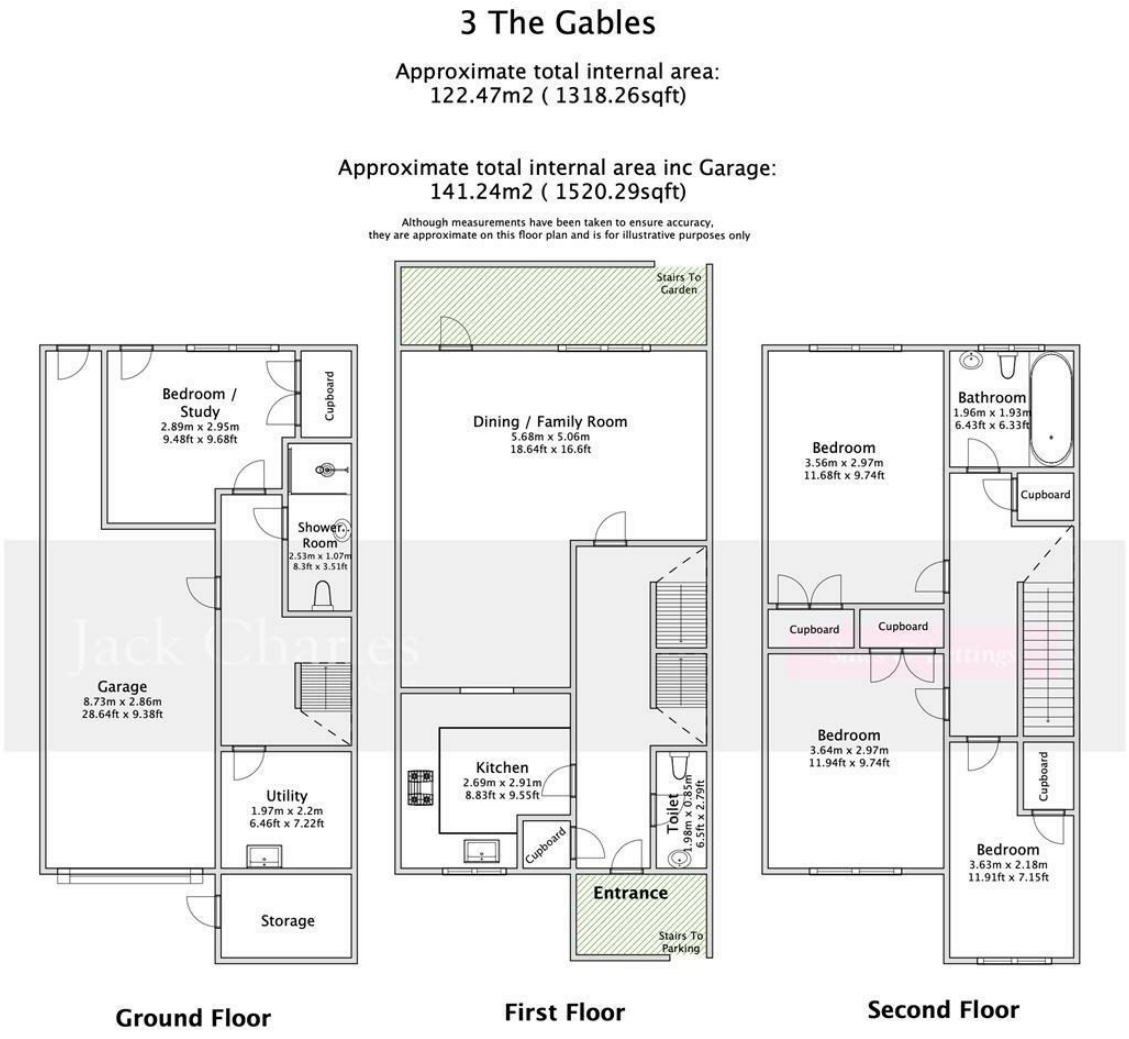 3 The Gables
Approximate total internal area:
122.47m2 ( 1318.26sqft)
Approximate total internal area inc Garage:
141.24m2 ( 1520.29sqft)
Although measurements have been taken to ensure accuracy,
they are approximate on this floor plan and is for illustrative purposes only
Bedroom /
Study
2.89m x 2.95m
9.48ft x 9.68ft
Cupboard
Shower
Room
2.53m x 1.07m
8.3ft x 3.51ft
Garage
8.73m x 2.86m
28.64ft x 9.38ft
Utility
1.97m x 2.2m
6.46ft x 7.22ft
Storage
Ground Floor
Stairs To
Garden
Dining / Family Room
5.68m x 5.06m
18.64ft x 16.6ft
Kitchen
2.69m x 2.91m
8.83ft x 9.55ft
Cupboard
Toilet
1.98m x 0.85m
6.5ft x 2.79ft
Entrance
Stairs To
Parking
First Floor
Bedroom
3.56m x 2.97m
11.68ft x 9.74ft
Bathroom
1.96m x 1.93m
6.43ft x 6.33ft
Cupboard
Cupboard
Cupboard
Bedroom
3.64m x 2.97m
11.94ft x 9.74ft
Cupboard
Bedroom
3.63m x 2.18m
11.91ft x 7.15ft
Second Floor
Jack Charles